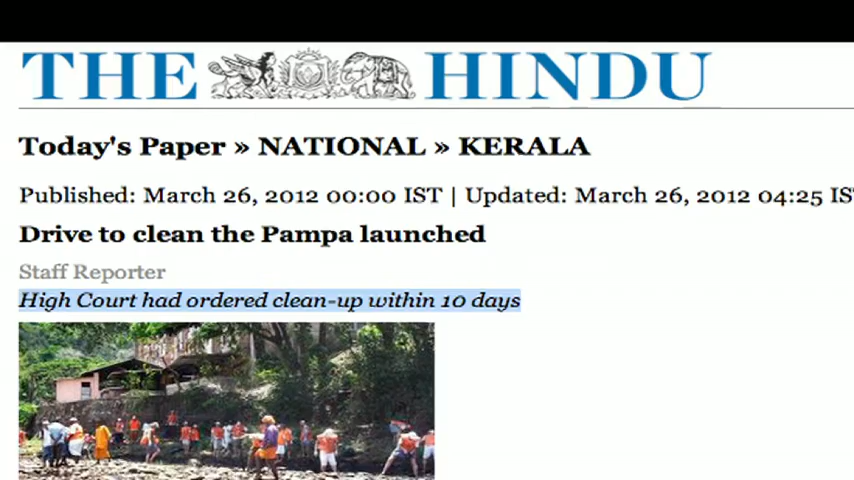 THE HINDU
Today's Paper » NATIONAL » KERALA
Published: March 26, 2012 00:00 IST | Updated: March 26, 2012 04:25 IS
Drive to clean the Pampa launched
Staff Reporter
High Court had ordered clean-up within 10 days